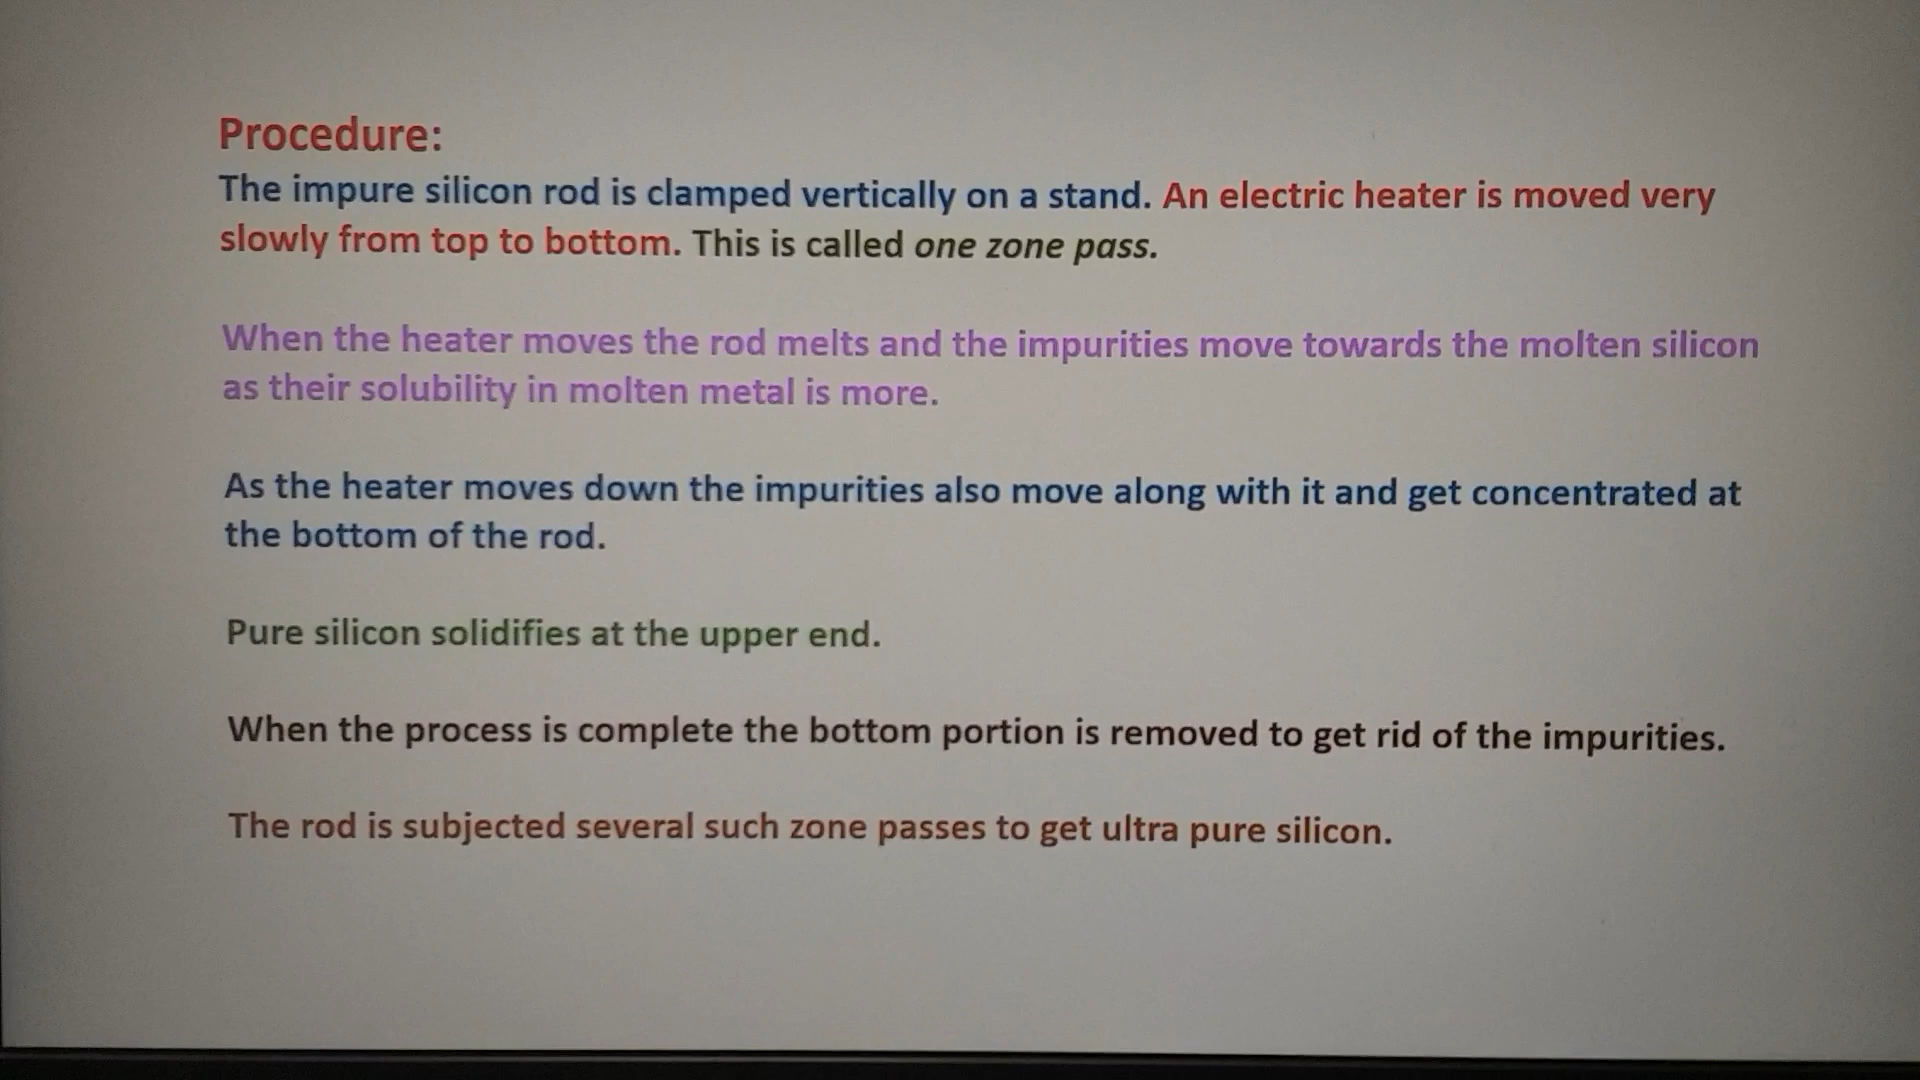 Procedure:
The impure silicon rod is clamped vertically on a stand. An electric heater is moved very
slowly from top to bottom. This is called one zone pass.
When the heater moves the rod melts and the impurities move towards the molten silicon
as their solubility in molten metal is more.
As the heater moves down the impurities also move along with it and get concentrated at
the bottom of the rod.
Pure silicon solidifies at the upper end.
When the process is complete the bottom portion is removed to get rid of the impurities.
The rod is subjected several such zone passes to get ultra pure silicon.